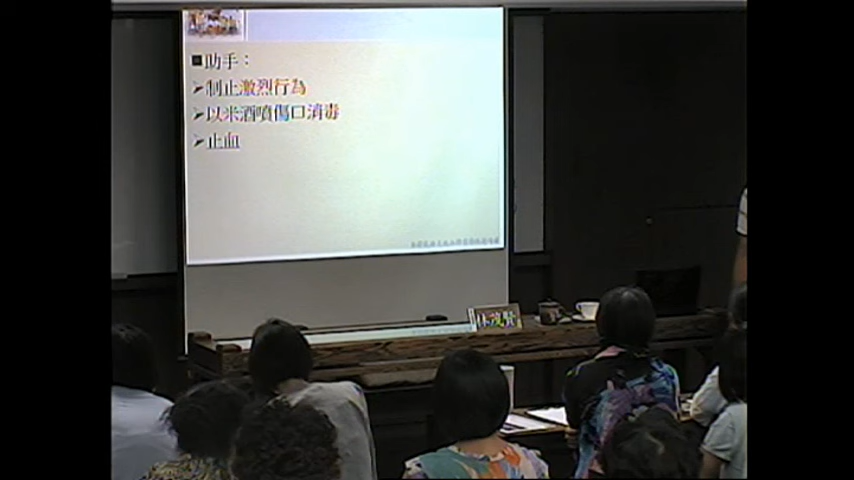 ■助手：
➢制止激烈行為
➢以米酒噴傷口消毒
➢止血
林茂賢